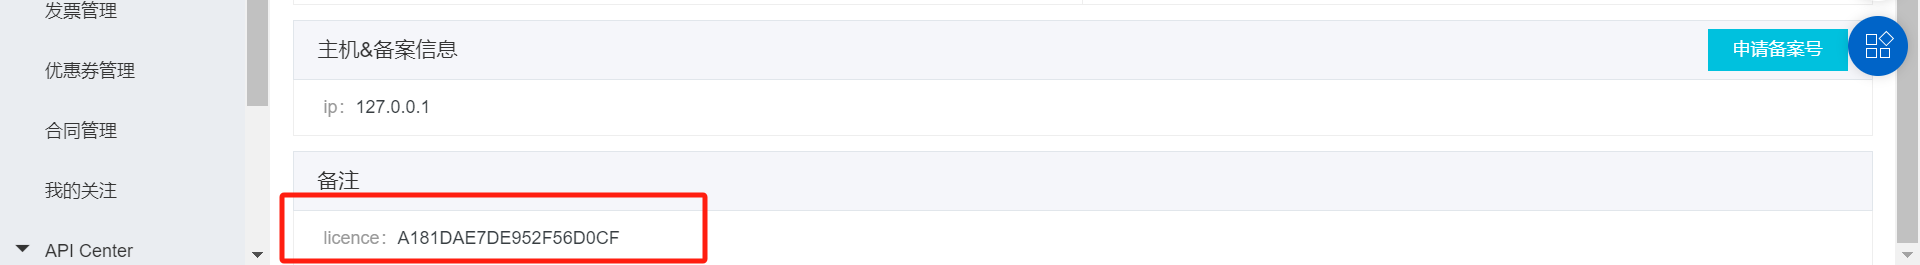 发票管理
优惠券管理
合同管理
我的关注
API Center
主机&备案信息
申请备案号
ip: 127.0.0.1
备注
licence: A181DAE7DE952F56D0CF